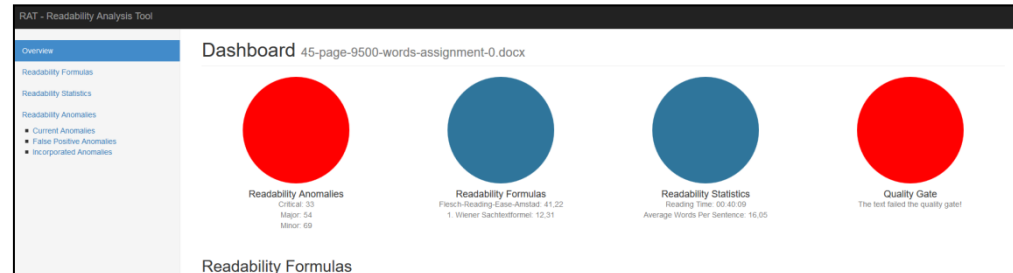 RAT - Readability Analysis Tool
Overview
Readability Formulas
Readability Statistics
Readability Anomalies
Current Anomalies
False Positive Anomalies
Incorporated Anomalies
Dashboard 45-page-9500-words-assignment-0.docx
Readability Anomalies
Critical: 33
Major: 54
Minor: 69
Readability Formulas
Flesch-Reading-Ease-Amstad: 41,22
1. Wiener Sachtextformel: 12,31
Readability Statistics
Reading Time: 00:40:09
Average Words Per Sentence: 16,05
Quality Gate
The text failed the quality gate!
Readability Formulas